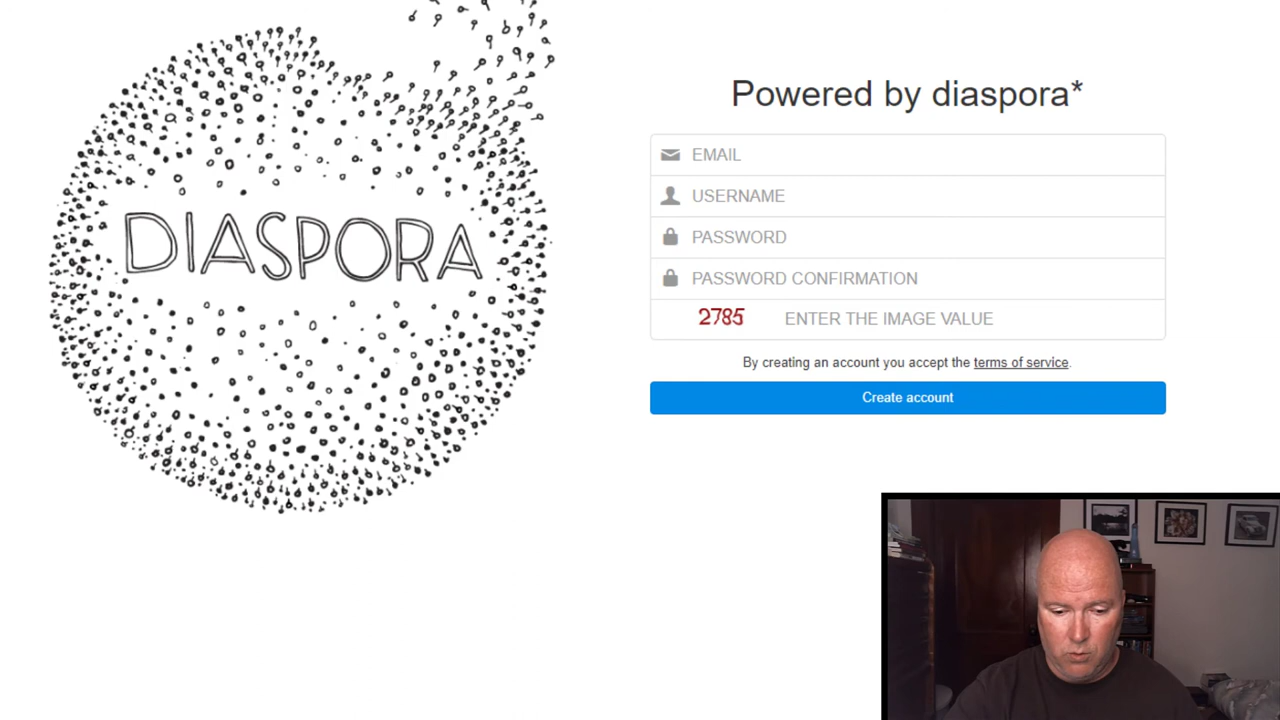 DIASPORA
Powered by diaspora*
EMAIL
USERNAME
PASSWORD
PASSWORD CONFIRMATION
2785 ENTER THE IMAGE VALUE
By creating an account you accept the terms of service.
Create account